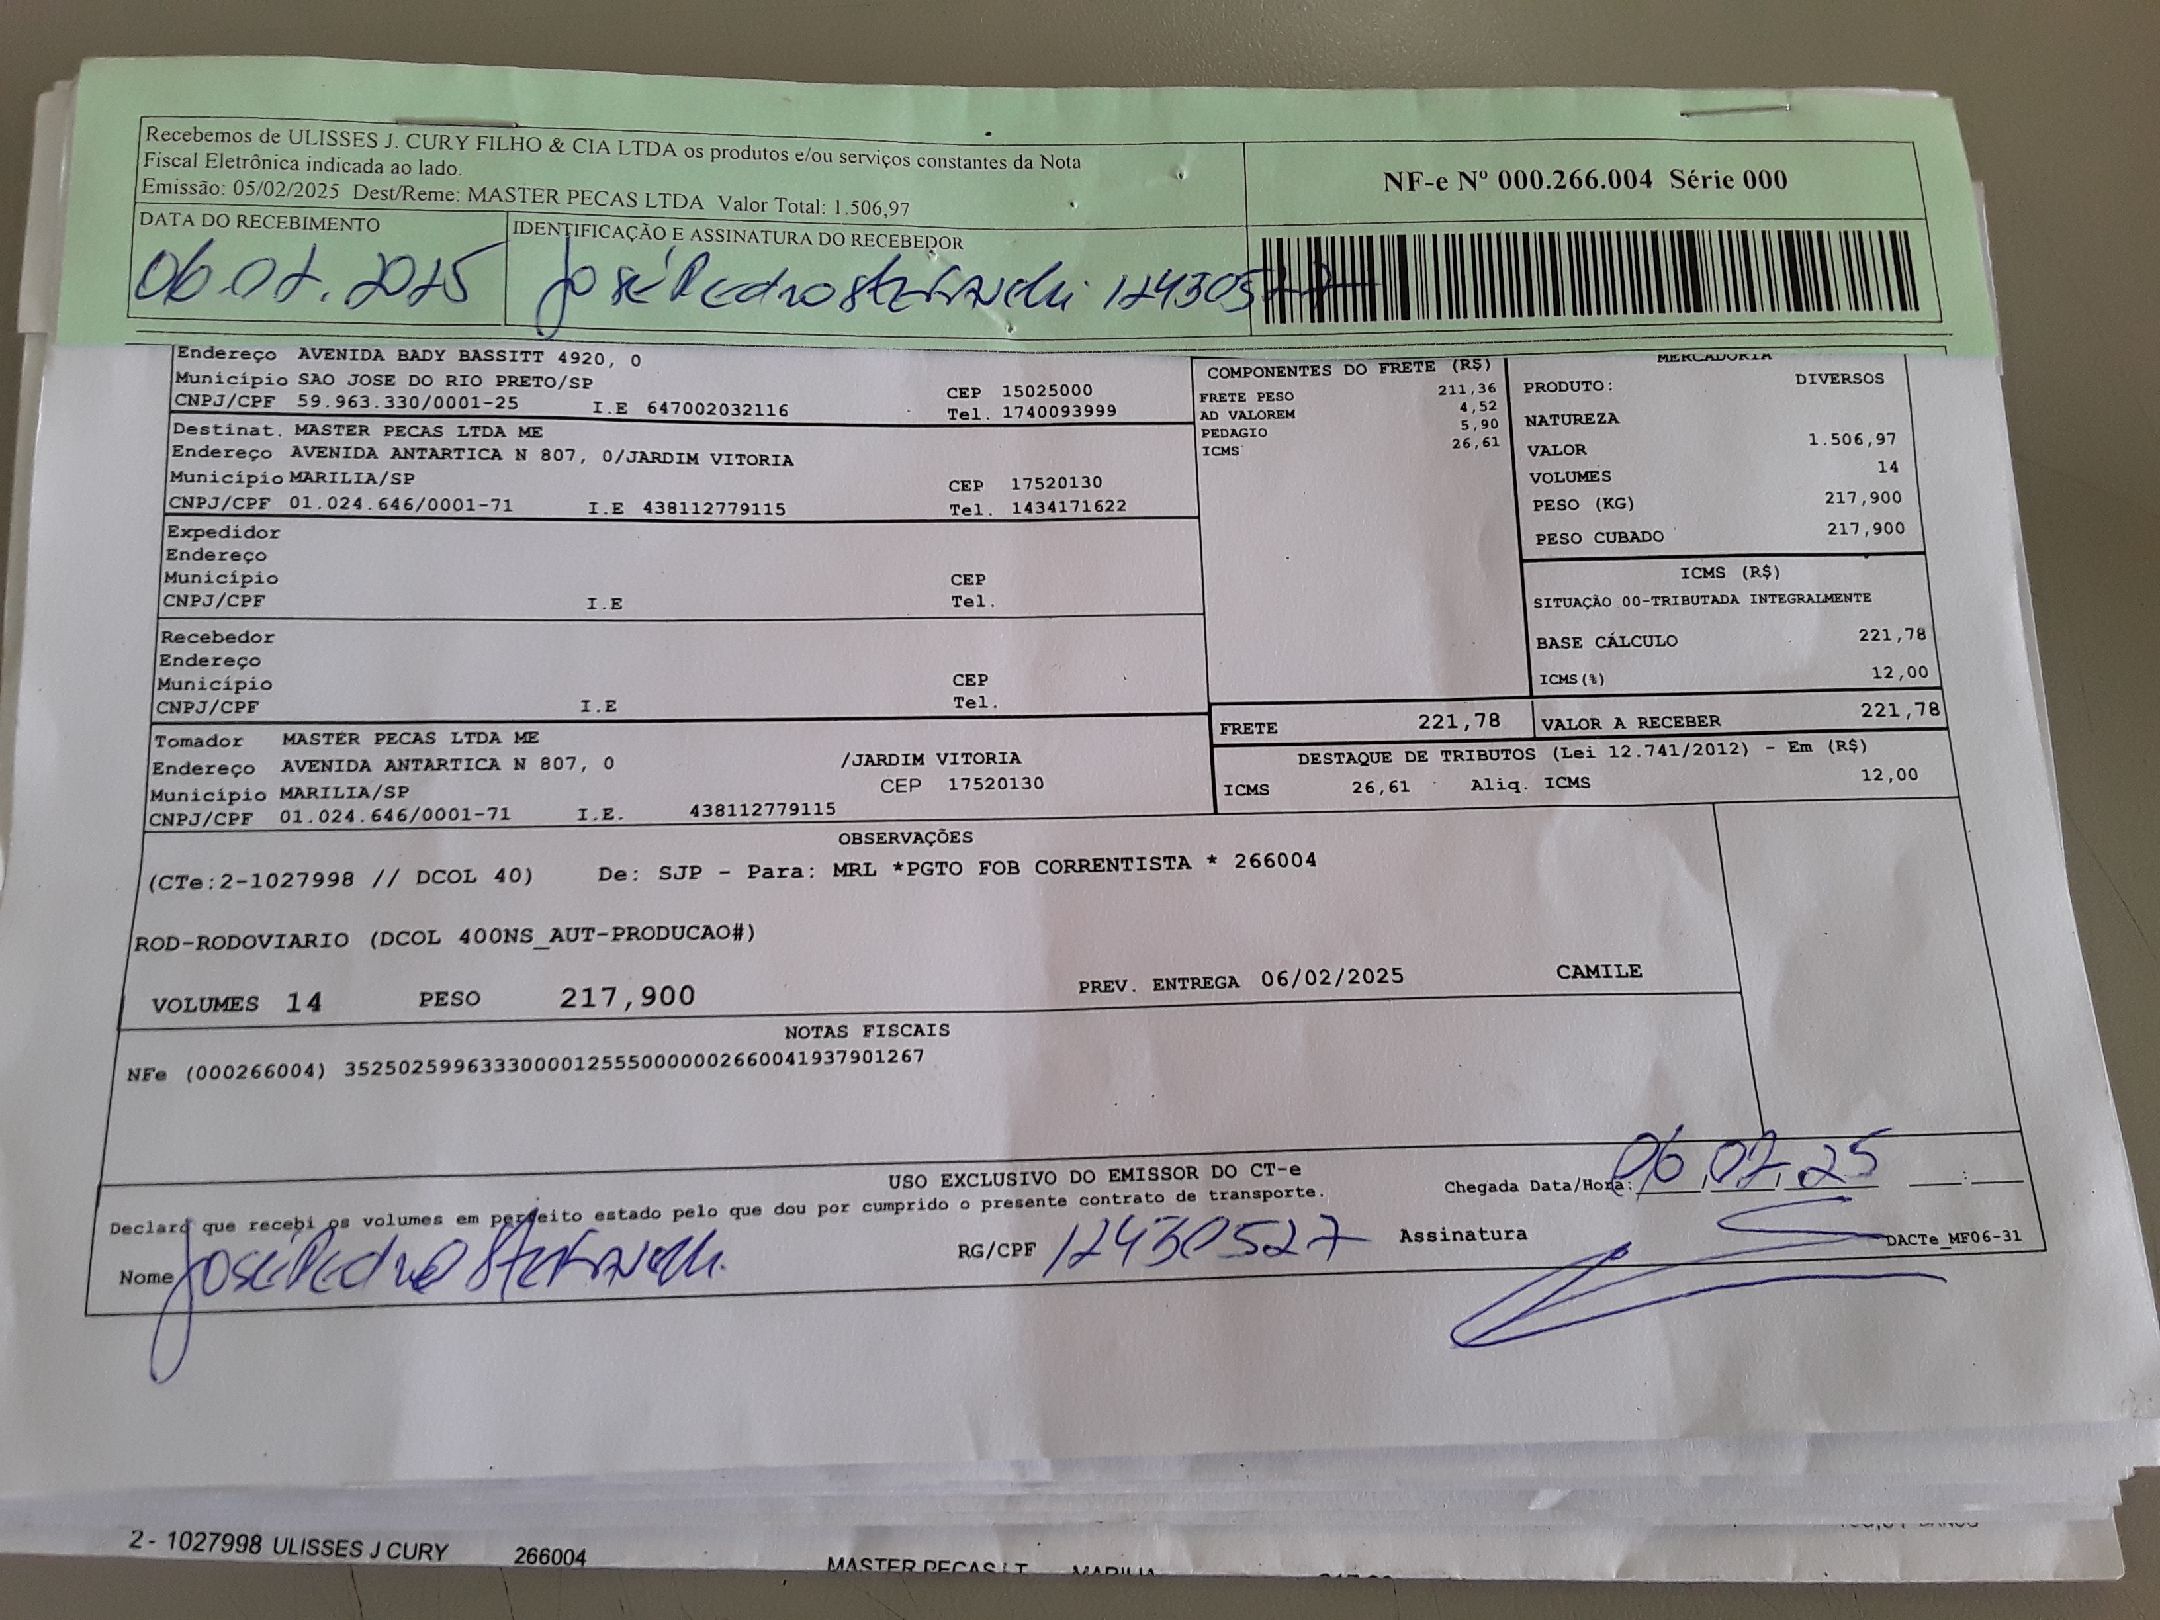 Recebemos de ULISSES J. CURY FILHO & CIA LTDA os produtos e/ou serviços constantes da Nota
Fiscal Eletrônica indicada ao lado.
Emissão: 05/02/2025 Dest/Reme: MASTER PECAS LTDA Valor Total: 1.506,97
NF-e Nº 000.266.004 Série 000
DATA DO RECEBIMENTO
06.02.2025
IDENTIFICAÇÃO E ASSINATURA DO RECEBEDOR
José Pedro 12430527
Endereço AVENIDA BADY BASSITT 4920, 0
Município SAO JOSE DO RIO PRETO/SP CEP 15025000
CNPJ/CPF 59.963.330/0001-25 I.E 647002032116 Tel. 1740093999
Destinat. MASTER PECAS LTDA ME
Endereço AVENIDA ANTARTICA N 807, 0/JARDIM VITORIA
Município MARILIA/SP CEP 17520130
CNPJ/CPF 01.024.646/0001-71 I.E 438112779115 Tel. 1434171622
Expedidor
Endereço
Município CEP
CNPJ/CPF I.E Tel.
Recebedor
Endereço
Município CEP
CNPJ/CPF I.E Tel.
Tomador MASTER PECAS LTDA ME
Endereço AVENIDA ANTARTICA N 807, 0 /JARDIM VITORIA
Município MARILIA/SP CEP 17520130
CNPJ/CPF 01.024.646/0001-71 I.E. 438112779115
COMPONENTES DO FRETE (R$)
FRETE PESO 211,36
AD VALOREM 4,52
PEDAGIO 5,90
ICMS 26,61
MERCADORIA
PRODUTO: DIVERSOS
NATUREZA
VALOR 1.506,97
VOLUMES 14
PESO (KG) 217,900
PESO CUBADO 217,900
ICMS (R$)
SITUAÇÃO 00-TRIBUTADA INTEGRALMENTE
BASE CÁLCULO 221,78
ICMS(%) 12,00
FRETE 221,78 VALOR A RECEBER 221,78
DESTAQUE DE TRIBUTOS (Lei 12.741/2012) - Em (R$)
ICMS 26,61 Aliq. ICMS 12,00
OBSERVAÇÕES
(CTe:2-1027998 // DCOL 40) De: SJP - Para: MRL *PGTO FOB CORRENTISTA * 266004
ROD-RODOVIARIO (DCOL 400NS_AUT-PRODUCAO#)
VOLUMES 14 PESO 217,900 PREV. ENTREGA 06/02/2025 CAMILE
NOTAS FISCAIS
NFe (000266004) 35250259963330000125550000002660041937901267
USO EXCLUSIVO DO EMISSOR DO CT-e
Declaro que recebi os volumes em perfeito estado pelo que dou por cumprido o presente contrato de transporte.
Chegada Data/Hora: 06.02.25 :
Nome José Pedro RG/CPF 12430527 Assinatura
DACTe_MF06-31
2 - 1027998 ULISSES J CURY 266004 MASTER PECAS LT MARILIA